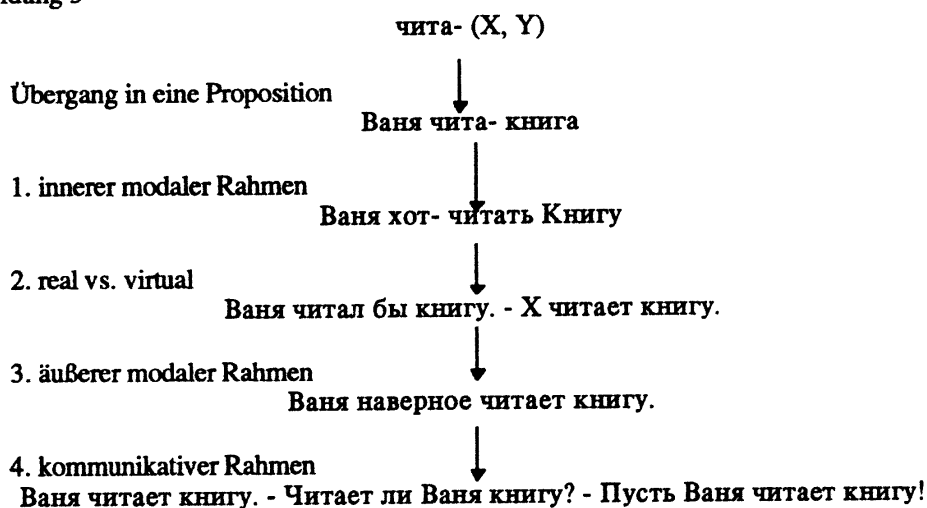 чита- (X, Y)
Übergang in eine Proposition
Ваня чита- книга
1. innerer modaler Rahmen
Ваня хот- читать Книгу
2. real vs. virtual
Ваня читал бы книгу. - X читает книгу.
3. äußerer modaler Rahmen
Ваня наверное читает книгу.
4. kommunikativer Rahmen
Ваня читает книгу. - Читает ли Ваня книгу? - Пусть Ваня читает книгу!